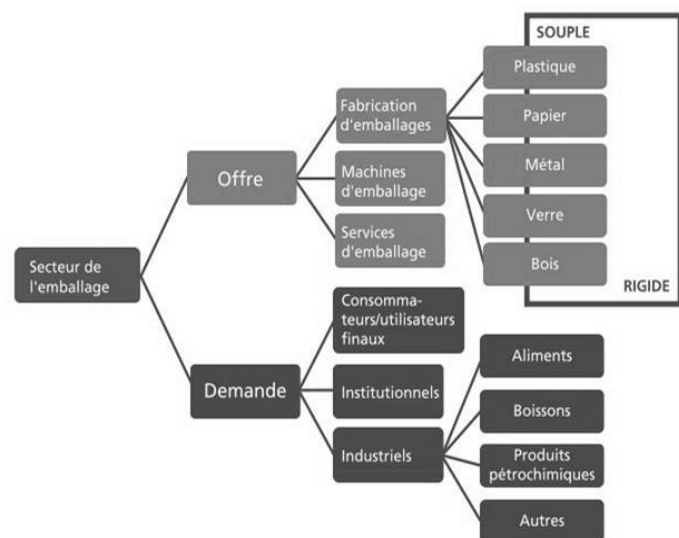 SOUPLE
Plastique
Fabrication
d'emballages
Papier
Métal
Offre
Machines
d'emballage
Verre
Services
d'emballage
Bois
Secteur de
l'emballage
RIGIDE
Consomma-
teurs/utilisateurs
finaux
Aliments
Demande
Institutionnels
Boissons
Industriels
Produits
pétrochimiques
Autres